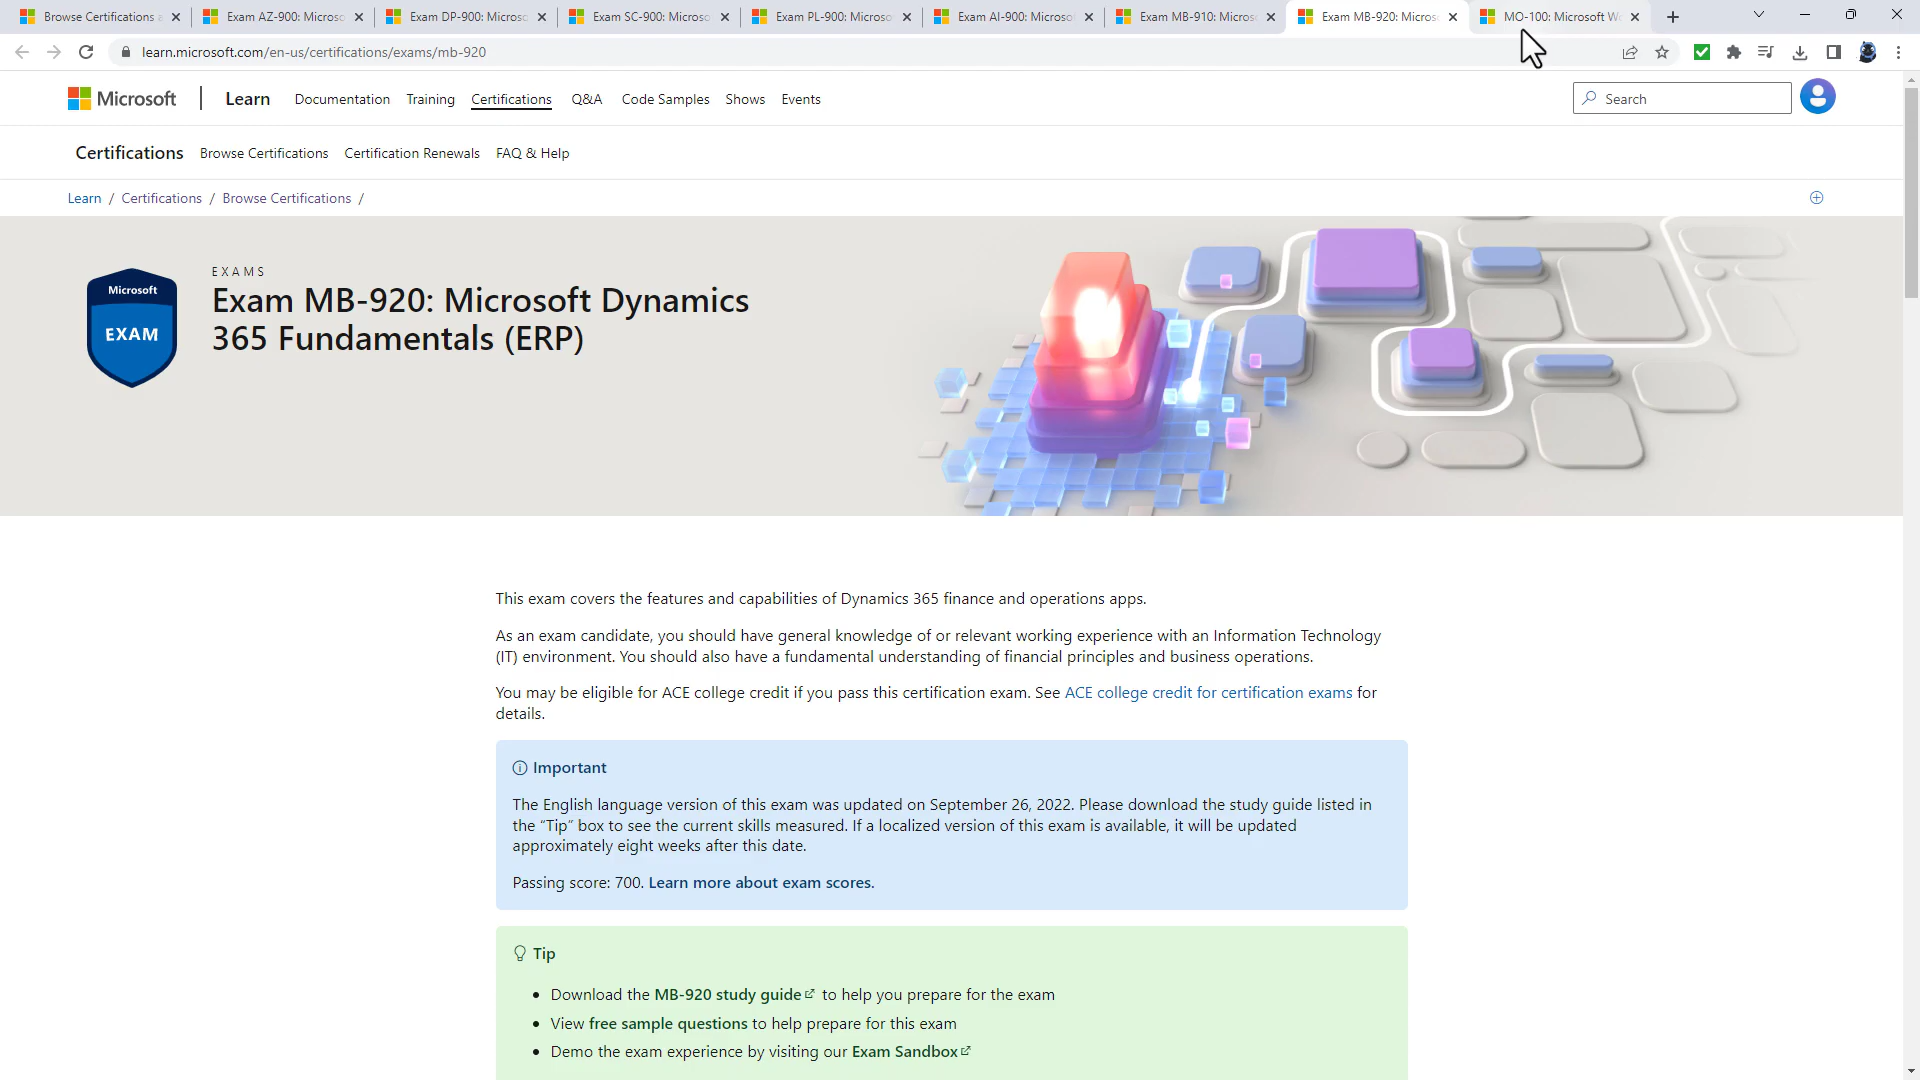 Browse Certifications a
Exam AZ-900: Microso
Exam DP-900: Microso
Exam SC-900: Microso
Exam PL-900: Microso
Exam AI-900: Microso
Exam MB-910: Micros
Exam MB-920: Micros
MO-100: Microsoft W
learn.microsoft.com/en-us/certifications/exams/mb-920
Microsoft | Learn Documentation Training Certifications Q&A Code Samples Shows Events Search
Certifications Browse Certifications Certification Renewals FAQ & Help
Learn / Certifications / Browse Certifications /
Microsoft
EXAM
EXAMS
Exam MB-920: Microsoft Dynamics
365 Fundamentals (ERP)
This exam covers the features and capabilities of Dynamics 365 finance and operations apps.
As an exam candidate, you should have general knowledge of or relevant working experience with an Information Technology
(IT) environment. You should also have a fundamental understanding of financial principles and business operations.
You may be eligible for ACE college credit if you pass this certification exam. See ACE college credit for certification exams for
details.
Important
The English language version of this exam was updated on September 26, 2022. Please download the study guide listed in
the “Tip” box to see the current skills measured. If a localized version of this exam is available, it will be updated
approximately eight weeks after this date.
Passing score: 700. Learn more about exam scores.
Tip
• Download the MB-920 study guide to help you prepare for the exam
• View free sample questions to help prepare for this exam
• Demo the exam experience by visiting our Exam Sandbox